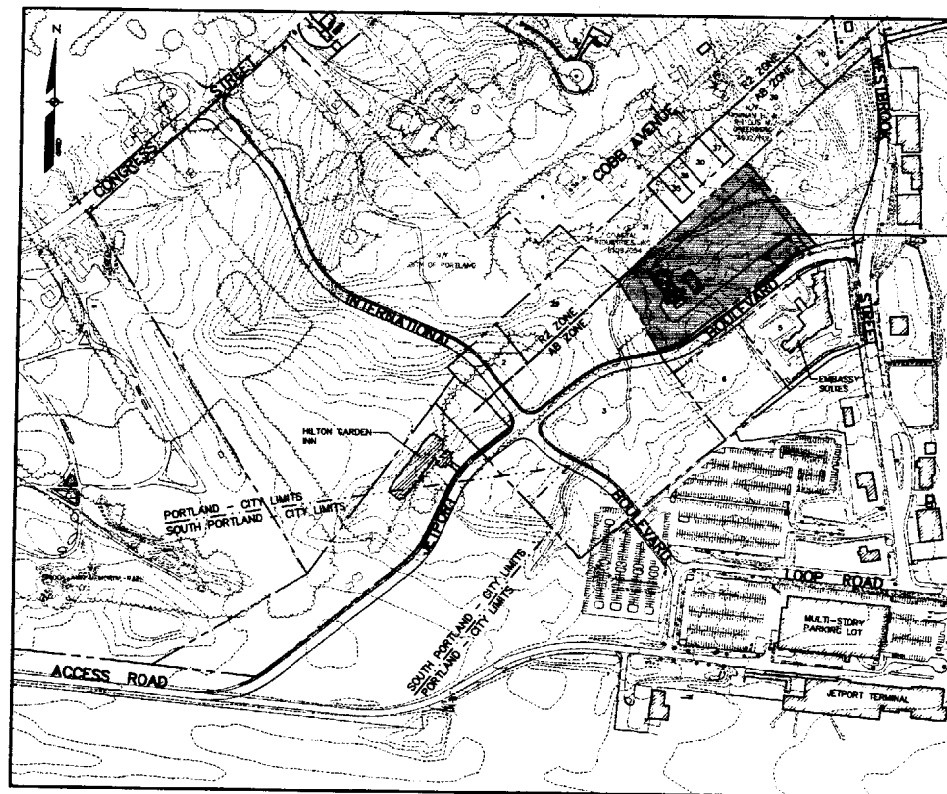 N
CONGRESS STREET
COBB AVENUE
R2 ZONE
AB ZONE
WESTBROOK STREET
INTERNATIONAL BOULEVARD
R2 ZONE
AB ZONE
JETPORT BOULEVARD
EMBASSY
SUITES
HILTON GARDEN
INN
PORTLAND - CITY LIMITS
SOUTH PORTLAND - CITY LIMITS
SOUTH PORTLAND - CITY LIMITS
PORTLAND - CITY LIMITS
LOOP ROAD
MULTI-STORY
PARKING LOT
ACCESS ROAD
JETPORT TERMINAL